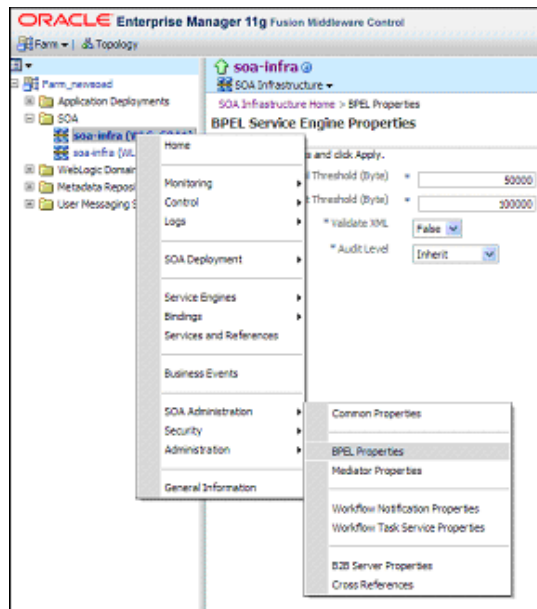 ORACLE Enterprise Manager 11g Fusion Middleware Control
Farm | Topology
Farm_newsoad
Application Deployments
SOA
soa-infra
soa-infra (WL
WebLogic Domain
Metadata Reposi
User Messaging S
soa-infra
SOA Infrastructure
SOA Infrastructure Home > BPEL Properties
BPEL Service Engine Properties
s and click Apply.
Threshold (Byte) * 50000
t Threshold (Byte) * 100000
* Validate XML False
* Audit Level Inherit
Home
Monitoring
Control
Logs
SOA Deployment
Service Engines
Bindings
Services and References
Business Events
SOA Administration
Security
Administration
General Information
Common Properties
BPEL Properties
Mediator Properties
Workflow Notification Properties
Workflow Task Service Properties
B2B Server Properties
Cross References